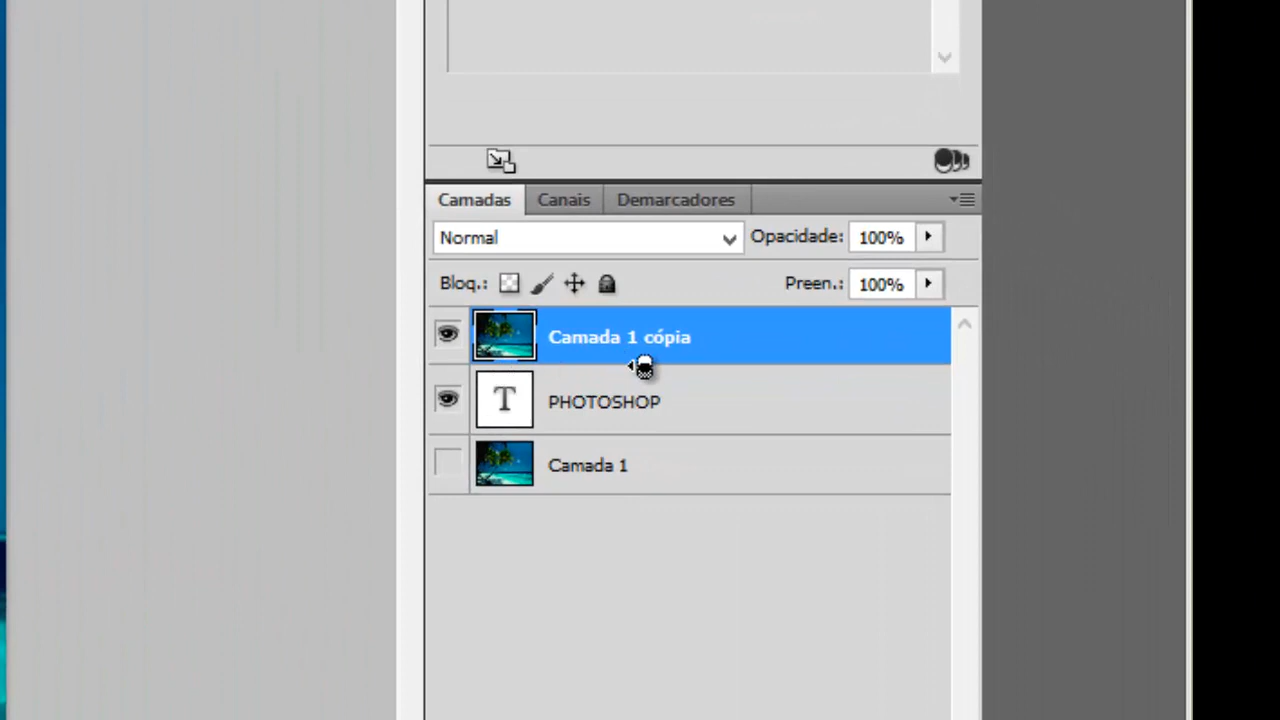 Camadas Canais Demarcadores
Normal Opacidade: 100%
Bloq.: Preen.: 100%
Camada 1 cópia
T PHOTOSHOP
Camada 1